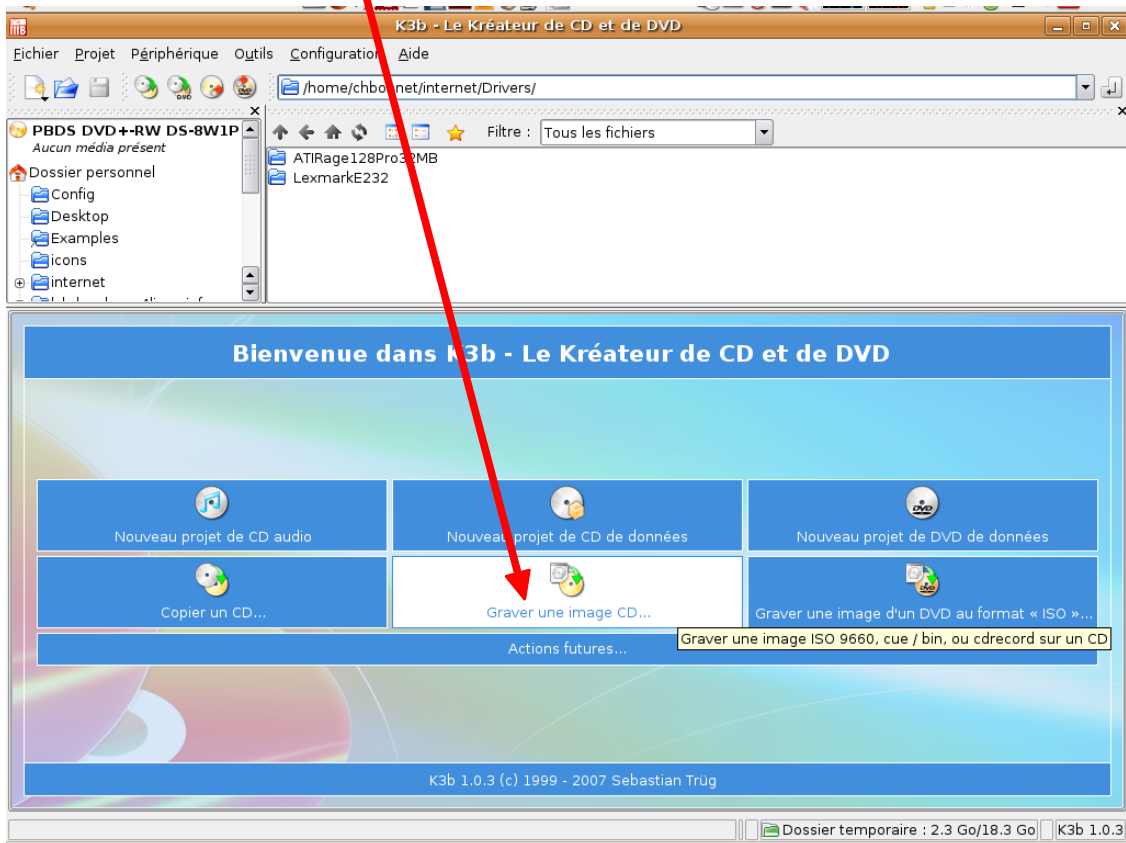 K3b - Le Kréateur de CD et de DVD
Fichier Projet Périphérique Outils Configuration Aide
/home/chbonnet/internet/Drivers/
PBDS DVD+-RW DS-8W1P
Aucun média présent
Filtre : Tous les fichiers
Dossier personnel
Config
Desktop
Examples
icons
internet
ATIRage128Pro32MB
LexmarkE232
Bienvenue dans K3b - Le Kréateur de CD et de DVD
Nouveau projet de CD audio
Nouveau projet de CD de données
Nouveau projet de DVD de données
Copier un CD...
Graver une image CD...
Graver une image d'un DVD au format « ISO »...
Graver une image ISO 9660, cue / bin, ou cdrecord sur un CD
Actions futures...
K3b 1.0.3 (c) 1999 - 2007 Sebastian Trüg
Dossier temporaire : 2.3 Go/18.3 Go
K3b 1.0.3